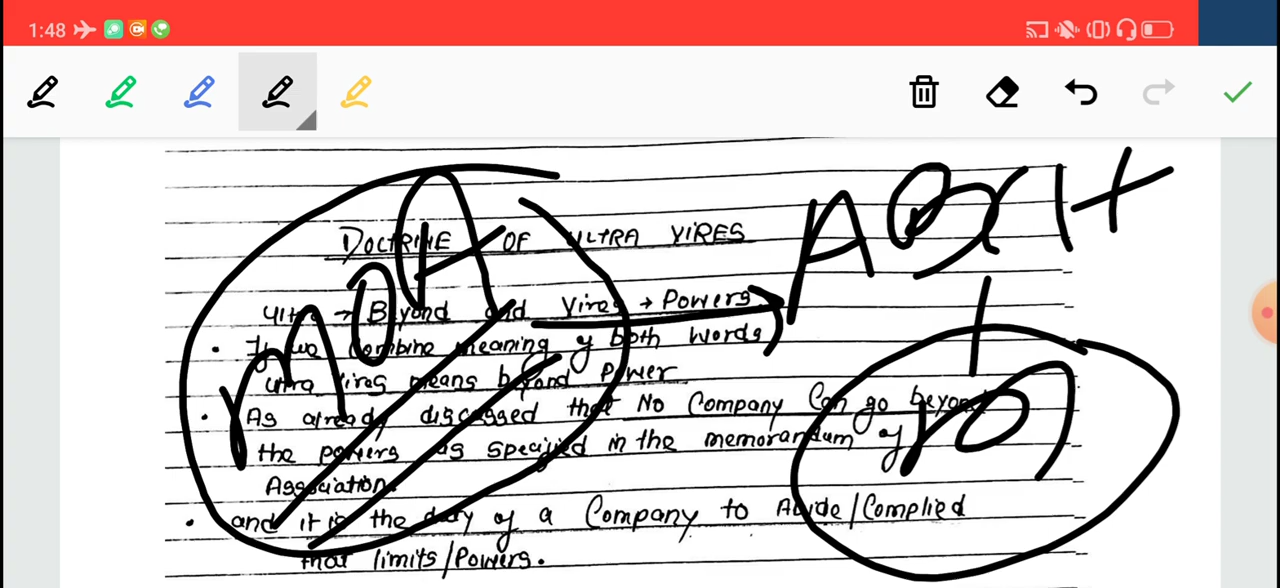 1:48
DOCTRINE OF ULTRA VIRES
Ultra → Beyond and Vires → Powers
MOA
• If we Combine meaning of both words
Ultra Vires means beyond Power
• As already discussed that No Company Can go beyond
the powers as specified in the memorandum of
Association.
• and it is the duty of a Company to Abide/Complied
that limits/Powers.